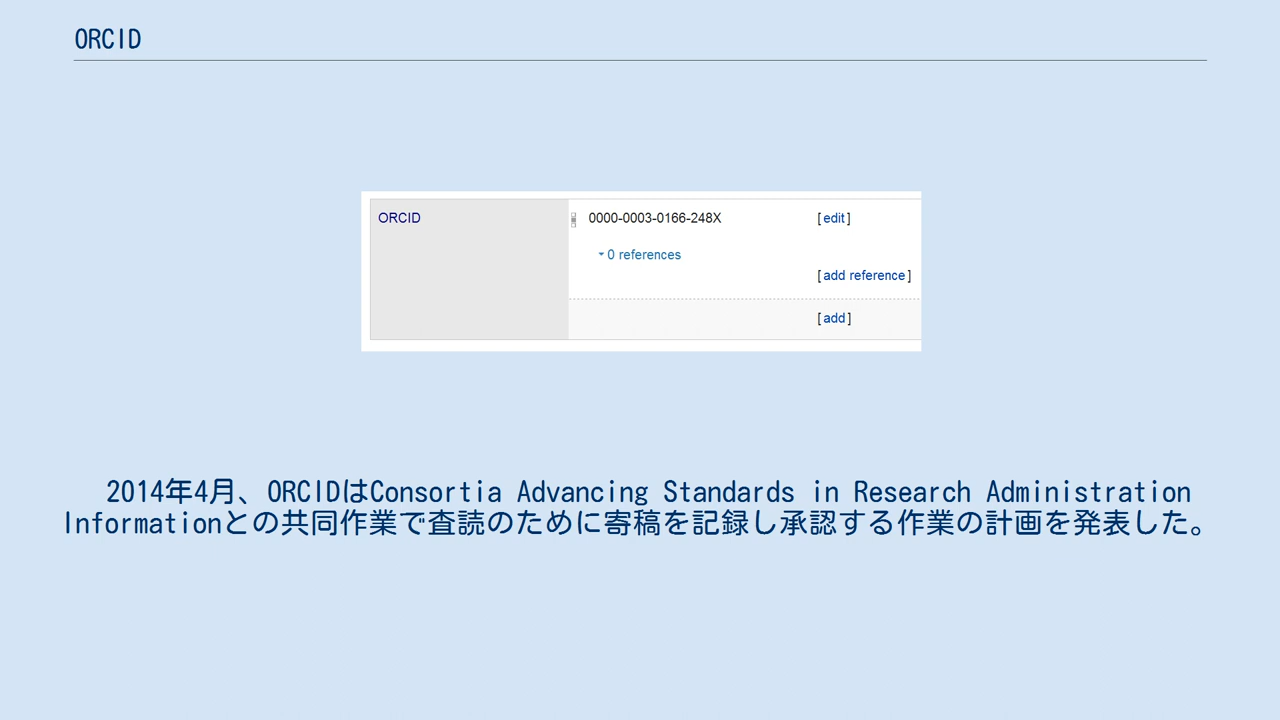 ORCID
ORCID 0000-0003-0166-248X [edit]
0 references
[add reference]
[add]
2014年4月、ORCIDはConsortia Advancing Standards in Research Administration
Informationとの共同作業で査読のために寄稿を記録し承認する作業の計画を発表した。